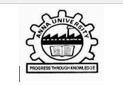 ANNA UNIVERSITY
PROGRESS THROUGH KNOWLEDGE